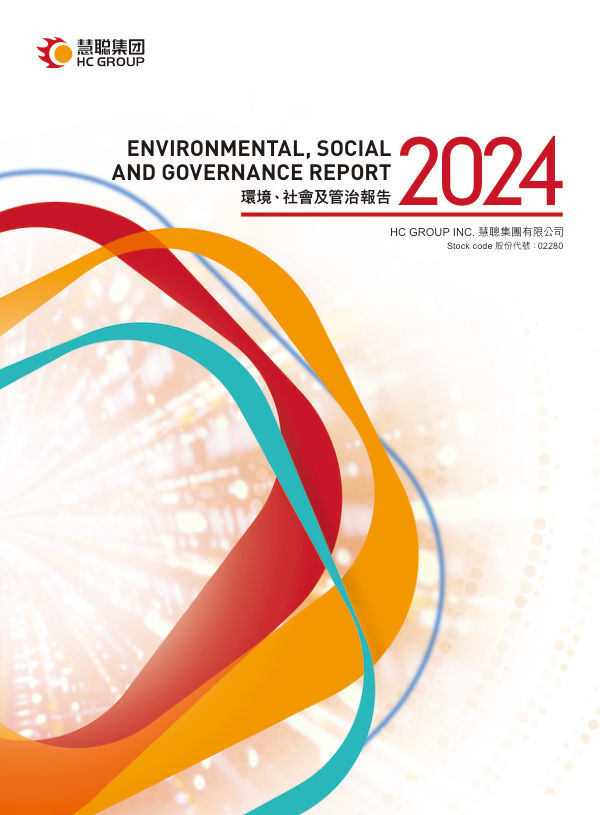 慧聪集团
HC GROUP
ENVIRONMENTAL, SOCIAL
AND GOVERNANCE REPORT
環境、社會及管治報告
2024
HC GROUP INC. 慧聰集團有限公司
Stock code 股份代號：02280